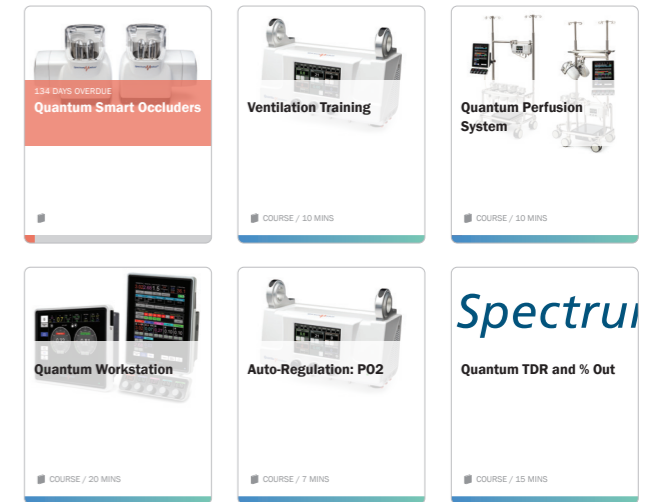 134 DAYS OVERDUE
Quantum Smart Occluders
Ventilation Training
COURSE / 10 MINS
Quantum Perfusion
System
COURSE / 10 MINS
Quantum Workstation
COURSE / 20 MINS
Auto-Regulation: PO2
COURSE / 7 MINS
Spectru
Quantum TDR and % Out
COURSE / 15 MINS